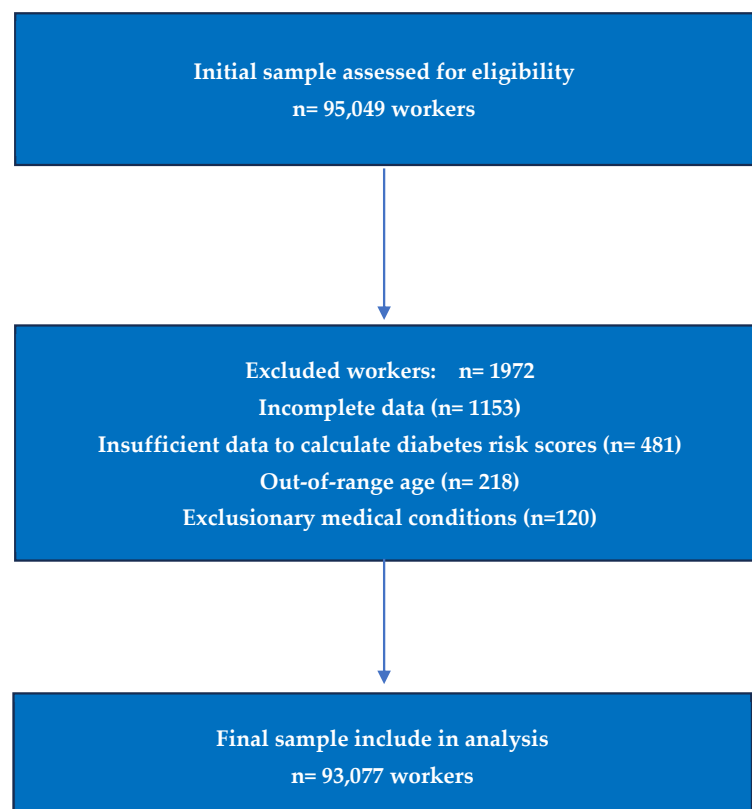 Initial sample assessed for eligibility
n= 95,049 workers
Excluded workers: n= 1972
Incomplete data (n= 1153)
Insufficient data to calculate diabetes risk scores (n= 481)
Out-of-range age (n= 218)
Exclusionary medical conditions (n=120)
Final sample include in analysis
n= 93,077 workers